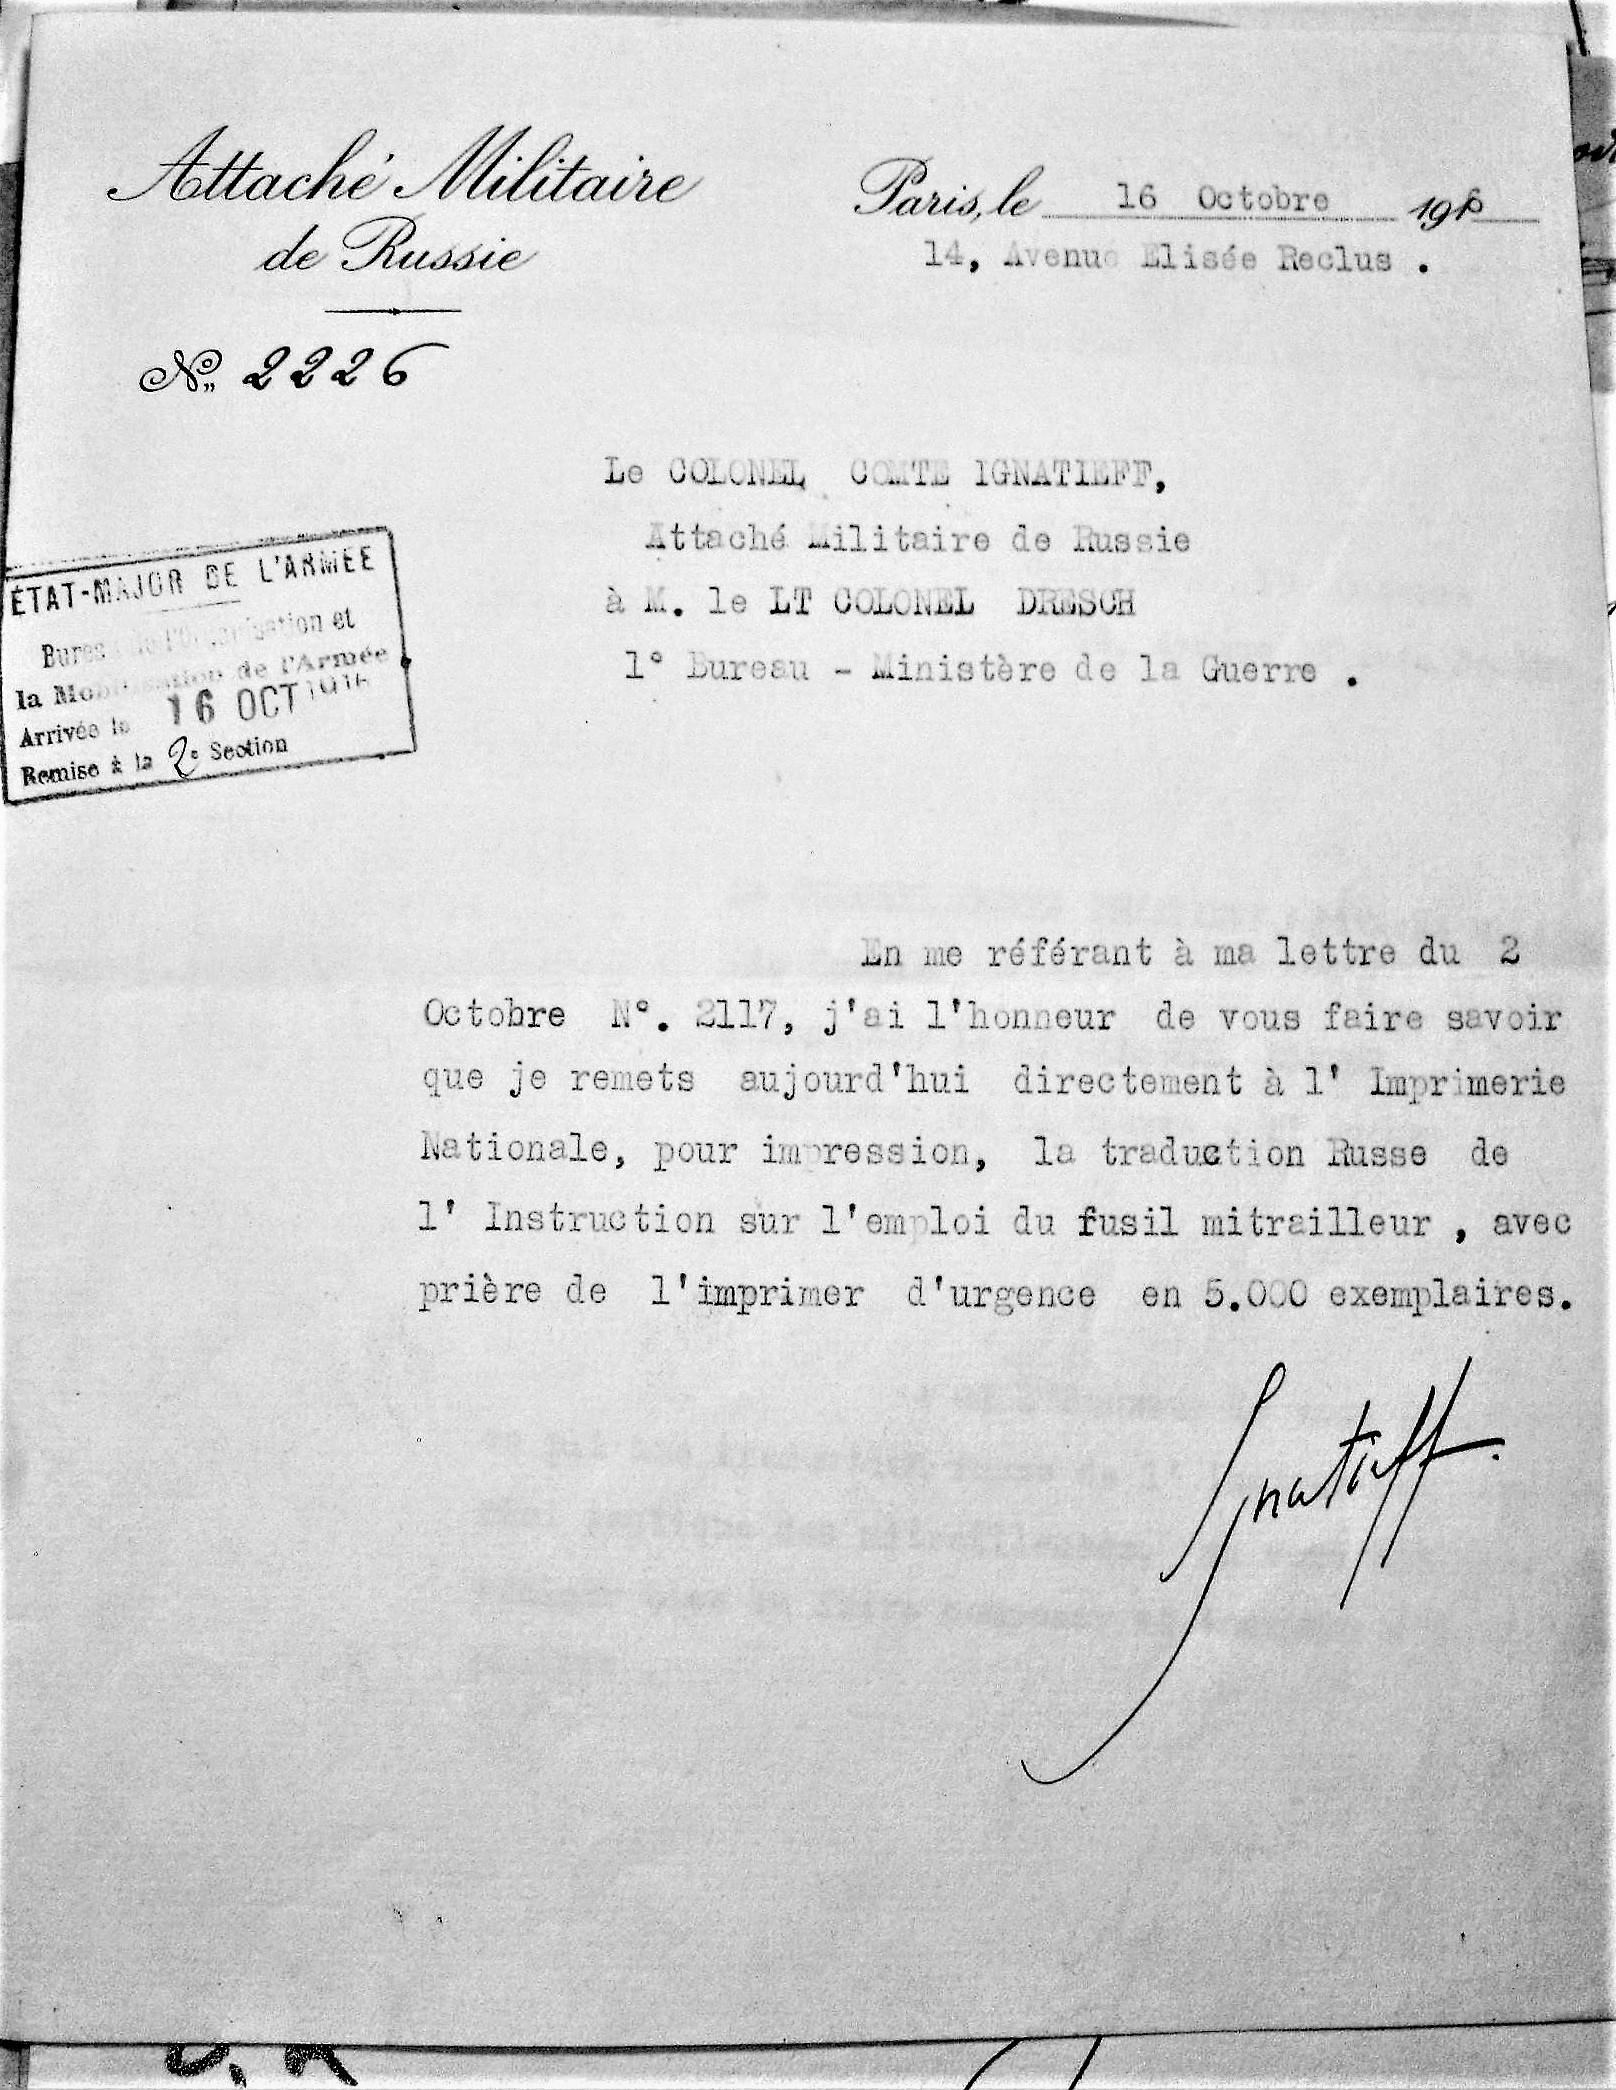 Attaché Militaire
de Russie
Nº 2226
Paris, le 16 Octobre 1916
14, Avenue Elisée Reclus .
Le COLONEL COMTE IGNATIEFF,
Attaché Militaire de Russie
à M. le LT COLONEL DRESCH
1° Bureau - Ministère de la Guerre .
ÉTAT-MAJOR DE L'ARMÉE
Bureau de l'Organisation et
la Mobilisation de l'Armée
Arrivée le 16 OCT 1916
Remise à la 2e Section
En me référant à ma lettre du 2
Octobre N°. 2117, j'ai l'honneur de vous faire savoir
que je remets aujourd'hui directement à l' Imprimerie
Nationale, pour impression, la traduction Russe de
l' Instruction sur l'emploi du fusil mitrailleur , avec
prière de l'imprimer d'urgence en 5.000 exemplaires.
Ignatieff.